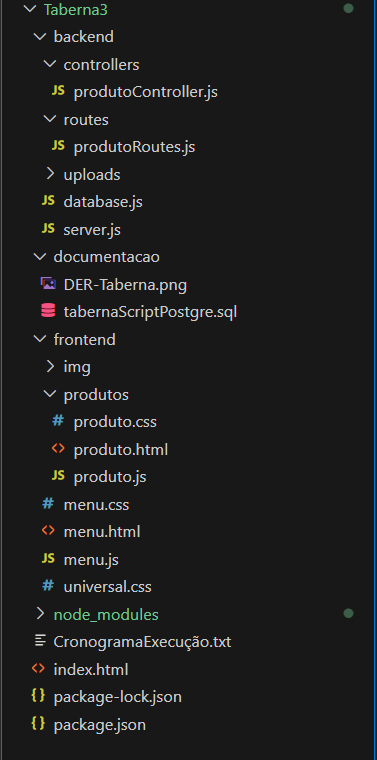 Taberna3
backend
controllers
JS produtoController.js
routes
JS produtoRoutes.js
uploads
JS database.js
JS server.js
documentacao
DER-Taberna.png
tabernaScriptPostgre.sql
frontend
img
produtos
# produto.css
<> produto.html
JS produto.js
# menu.css
<> menu.html
JS menu.js
# universal.css
node_modules
CronogramaExecução.txt
<> index.html
{} package-lock.json
{} package.json